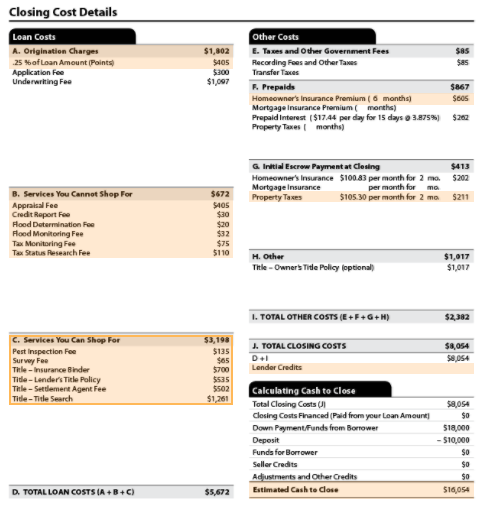 Closing Cost Details
Loan Costs
A. Origination Charges $1,802
.25 % of Loan Amount (Points) $405
Application Fee $300
Underwriting Fee $1,097
B. Services You Cannot Shop For $672
Appraisal Fee $405
Credit Report Fee $30
Flood Determination Fee $20
Flood Monitoring Fee $32
Tax Monitoring Fee $75
Tax Status Research Fee $110
C. Services You Can Shop For $3,198
Pest Inspection Fee $135
Survey Fee $65
Title – Insurance Binder $700
Title – Lender's Title Policy $535
Title – Settlement Agent Fee $502
Title – Title Search $1,261
D. TOTAL LOAN COSTS (A + B + C) $5,672
Other Costs
E. Taxes and Other Government Fees $85
Recording Fees and Other Taxes $85
Transfer Taxes
F. Prepaids $867
Homeowner's Insurance Premium ( 6 months) $605
Mortgage Insurance Premium ( months)
Prepaid Interest ( $17.44 per day for 15 days @ 3.875%) $262
Property Taxes ( months)
G. Initial Escrow Payment at Closing $413
Homeowner's Insurance $100.83 per month for 2 mo. $202
Mortgage Insurance per month for mo.
Property Taxes $105.30 per month for 2 mo. $211
H. Other $1,017
Title – Owner's Title Policy (optional) $1,017
I. TOTAL OTHER COSTS (E + F + G + H) $2,382
J. TOTAL CLOSING COSTS $8,054
D + I $8,054
Lender Credits
Calculating Cash to Close
Total Closing Costs (J) $8,054
Closing Costs Financed (Paid from your Loan Amount) $0
Down Payment/Funds from Borrower $18,000
Deposit – $10,000
Funds for Borrower $0
Seller Credits $0
Adjustments and Other Credits $0
Estimated Cash to Close $16,054